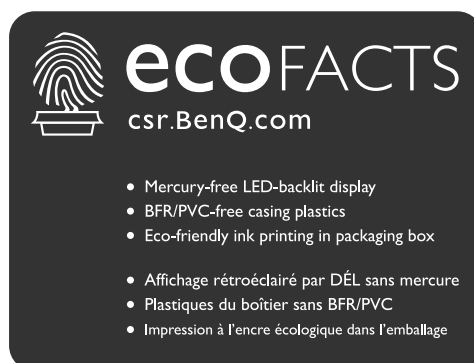 ecoFACTS
csr.BenQ.com
• Mercury-free LED-backlit display
• BFR/PVC-free casing plastics
• Eco-friendly ink printing in packaging box
• Affichage rétroéclairé par DÉL sans mercure
• Plastiques du boîtier sans BFR/PVC
• Impression à l'encre écologique dans l'emballage